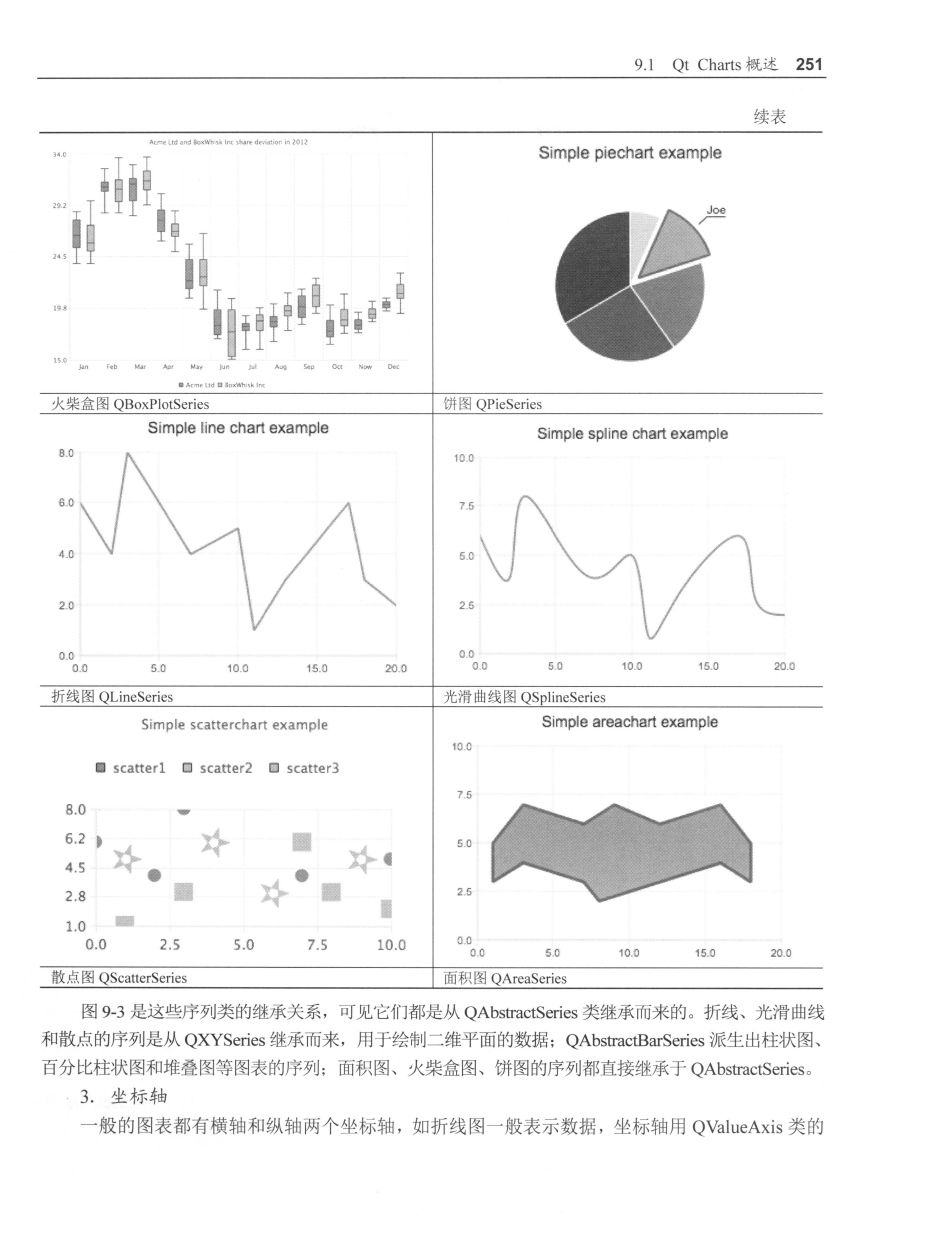 9.1 Qt Charts 概述 251
续表
Acme Ltd and BoxWhisk Inc share deviation in 2012
34.0
29.2
24.5
19.8
15.0
Jan Feb Mar Apr May Jun Jul Aug Sep Oct Nov Dec
Acme Ltd BoxWhisk Inc
Simple piechart example
Joe
火柴盒图 QBoxPlotSeries
饼图 QPieSeries
Simple line chart example
8.0
6.0
4.0
2.0
0.0
0.0 5.0 10.0 15.0 20.0
Simple spline chart example
10.0
7.5
5.0
2.5
0.0
0.0 5.0 10.0 15.0 20.0
折线图 QLineSeries
光滑曲线图 QSplineSeries
Simple scatterchart example
scatter1 scatter2 scatter3
8.0
6.2
4.5
2.8
1.0
0.0 2.5 5.0 7.5 10.0
Simple areachart example
10.0
7.5
5.0
2.5
0.0
0.0 5.0 10.0 15.0 20.0
散点图 QScatterSeries
面积图 QAreaSeries
图 9-3 是这些序列类的继承关系，可见它们都是从 QAbstractSeries 类继承而来的。折线、光滑曲线
和散点的序列是从 QXYSeries 继承而来，用于绘制二维平面的数据；QAbstractBarSeries 派生出柱状图、
百分比柱状图和堆叠图等图表的序列；面积图、火柴盒图、饼图的序列都直接继承于 QAbstractSeries。
3. 坐标轴
一般的图表都有横轴和纵轴两个坐标轴，如折线图一般表示数据，坐标轴用 QValueAxis 类的